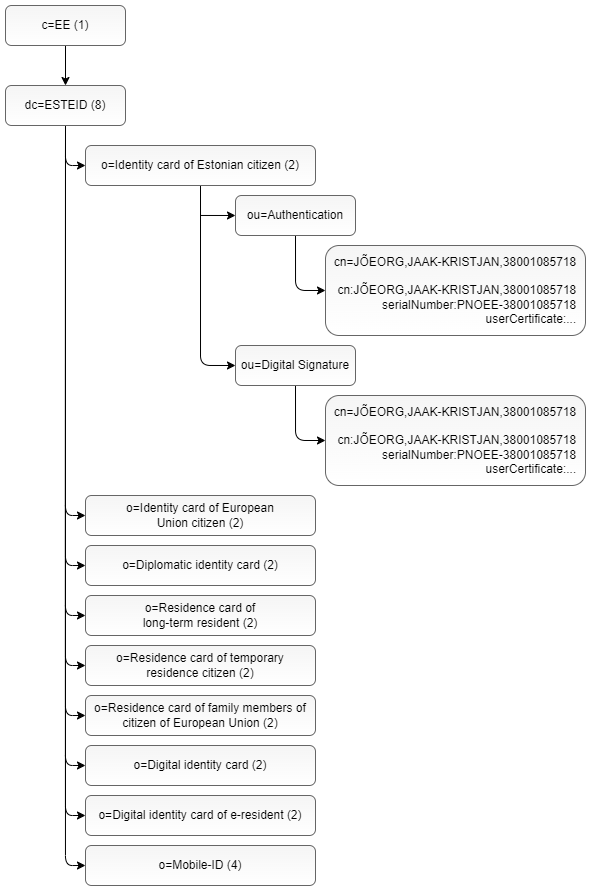 c=EE (1)
dc=ESTEID (8)
o=Identity card of Estonian citizen (2)
ou=Authentication
cn=JÕEORG,JAAK-KRISTJAN,38001085718
cn:JÕEORG,JAAK-KRISTJAN,38001085718
serialNumber:PNOEE-38001085718
userCertificate:...
ou=Digital Signature
cn=JÕEORG,JAAK-KRISTJAN,38001085718
cn:JÕEORG,JAAK-KRISTJAN,38001085718
serialNumber:PNOEE-38001085718
userCertificate:...
o=Identity card of European
Union citizen (2)
o=Diplomatic identity card (2)
o=Residence card of
long-term resident (2)
o=Residence card of temporary
residence citizen (2)
o=Residence card of family members of
citizen of European Union (2)
o=Digital identity card (2)
o=Digital identity card of e-resident (2)
o=Mobile-ID (4)